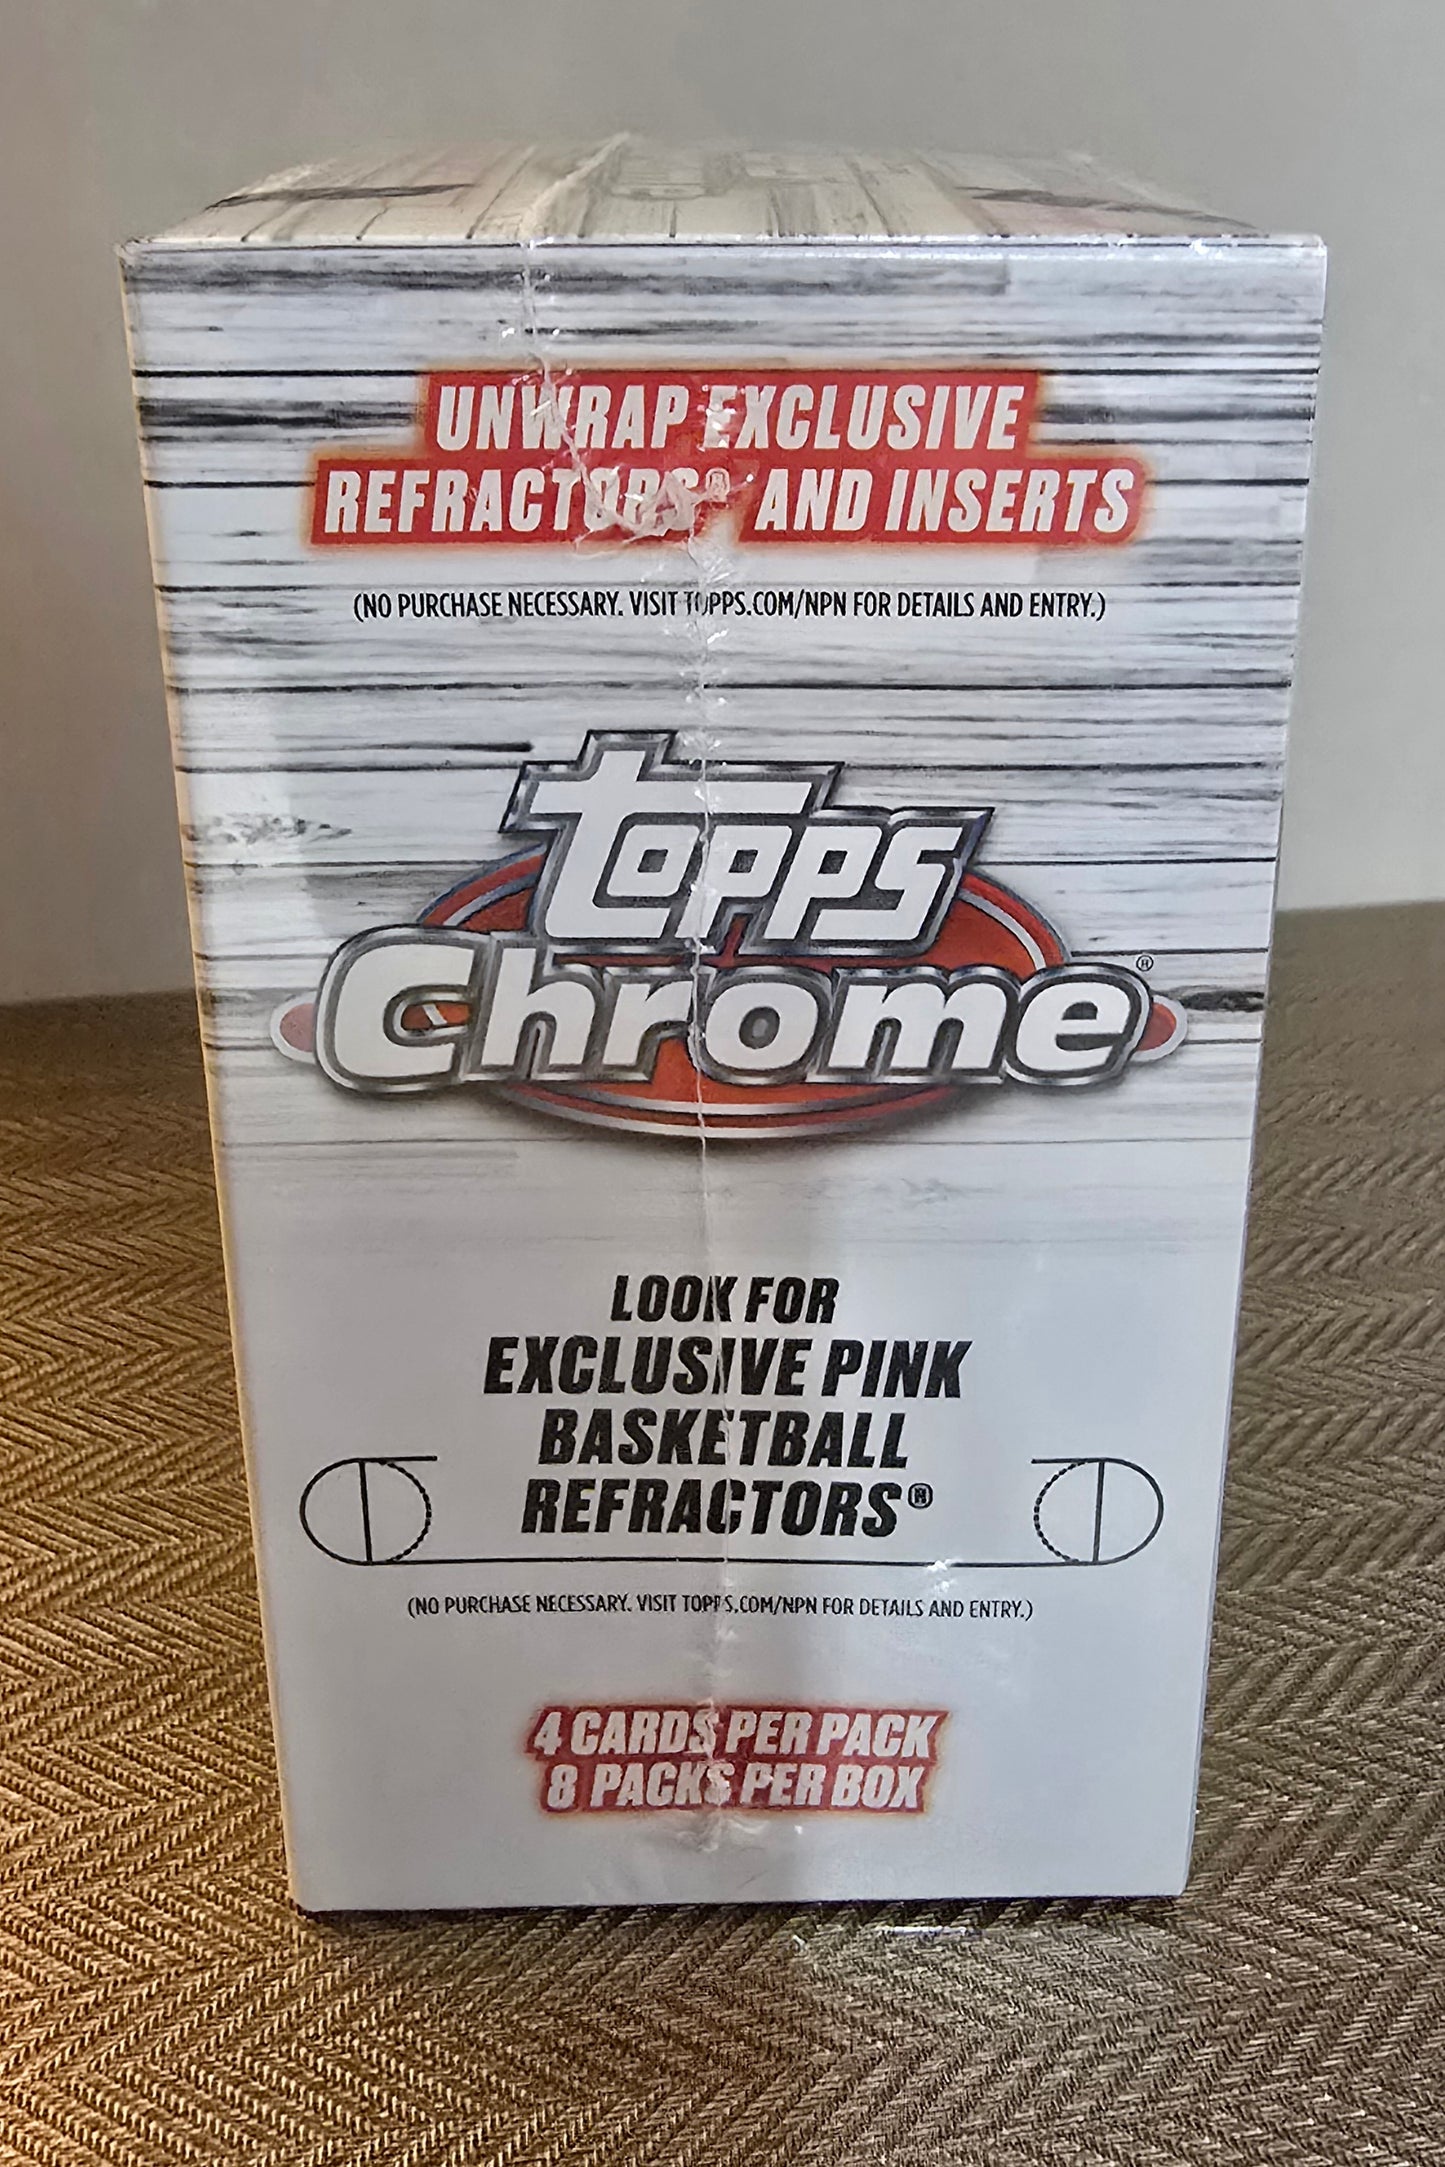 UNWRAP EXCLUSIVE
REFRACTORS® AND INSERTS
(NO PURCHASE NECESSARY. VISIT TOPPS.COM/NPN FOR DETAILS AND ENTRY.)
topps
Chrome®
LOOK FOR
EXCLUSIVE PINK
BASKETBALL
REFRACTORS®
(NO PURCHASE NECESSARY. VISIT TOPPS.COM/NPN FOR DETAILS AND ENTRY.)
4 CARDS PER PACK
8 PACKS PER BOX